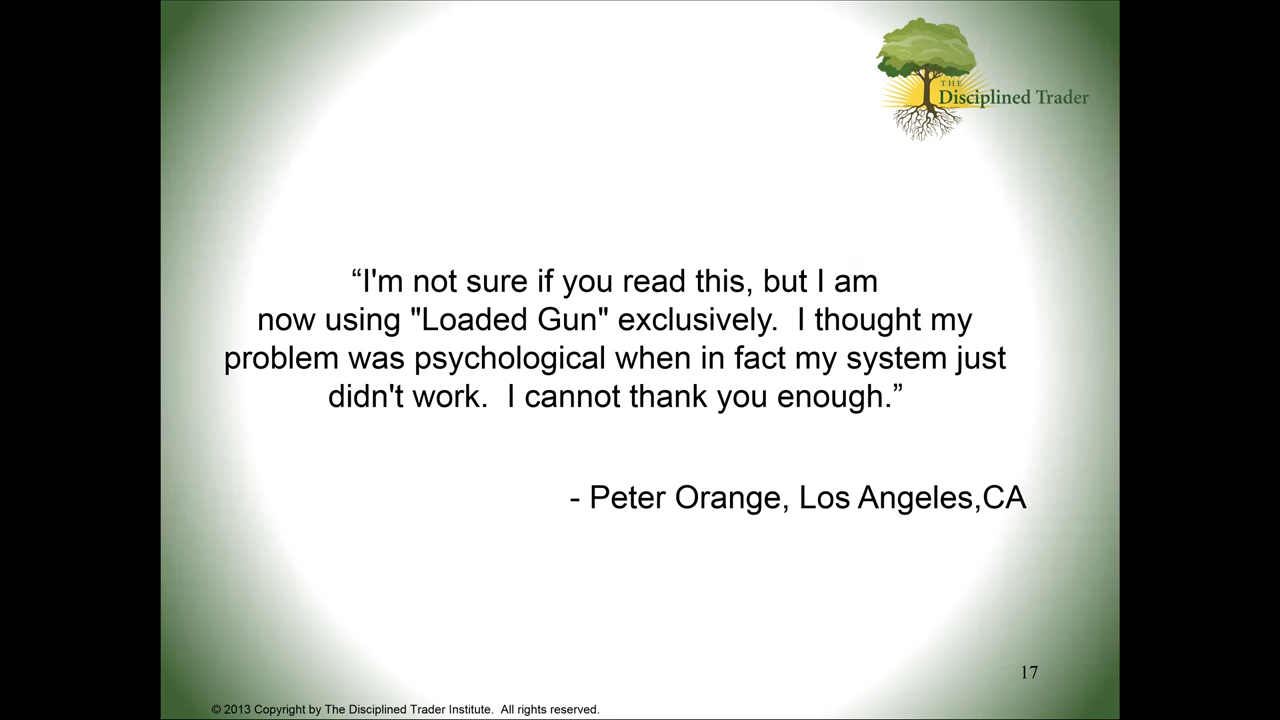 THE
Disciplined Trader
“I'm not sure if you read this, but I am
now using "Loaded Gun" exclusively.  I thought my
problem was psychological when in fact my system just
didn't work.  I cannot thank you enough.”
- Peter Orange, Los Angeles,CA
17
© 2013 Copyright by The Disciplined Trader Institute.  All rights reserved.